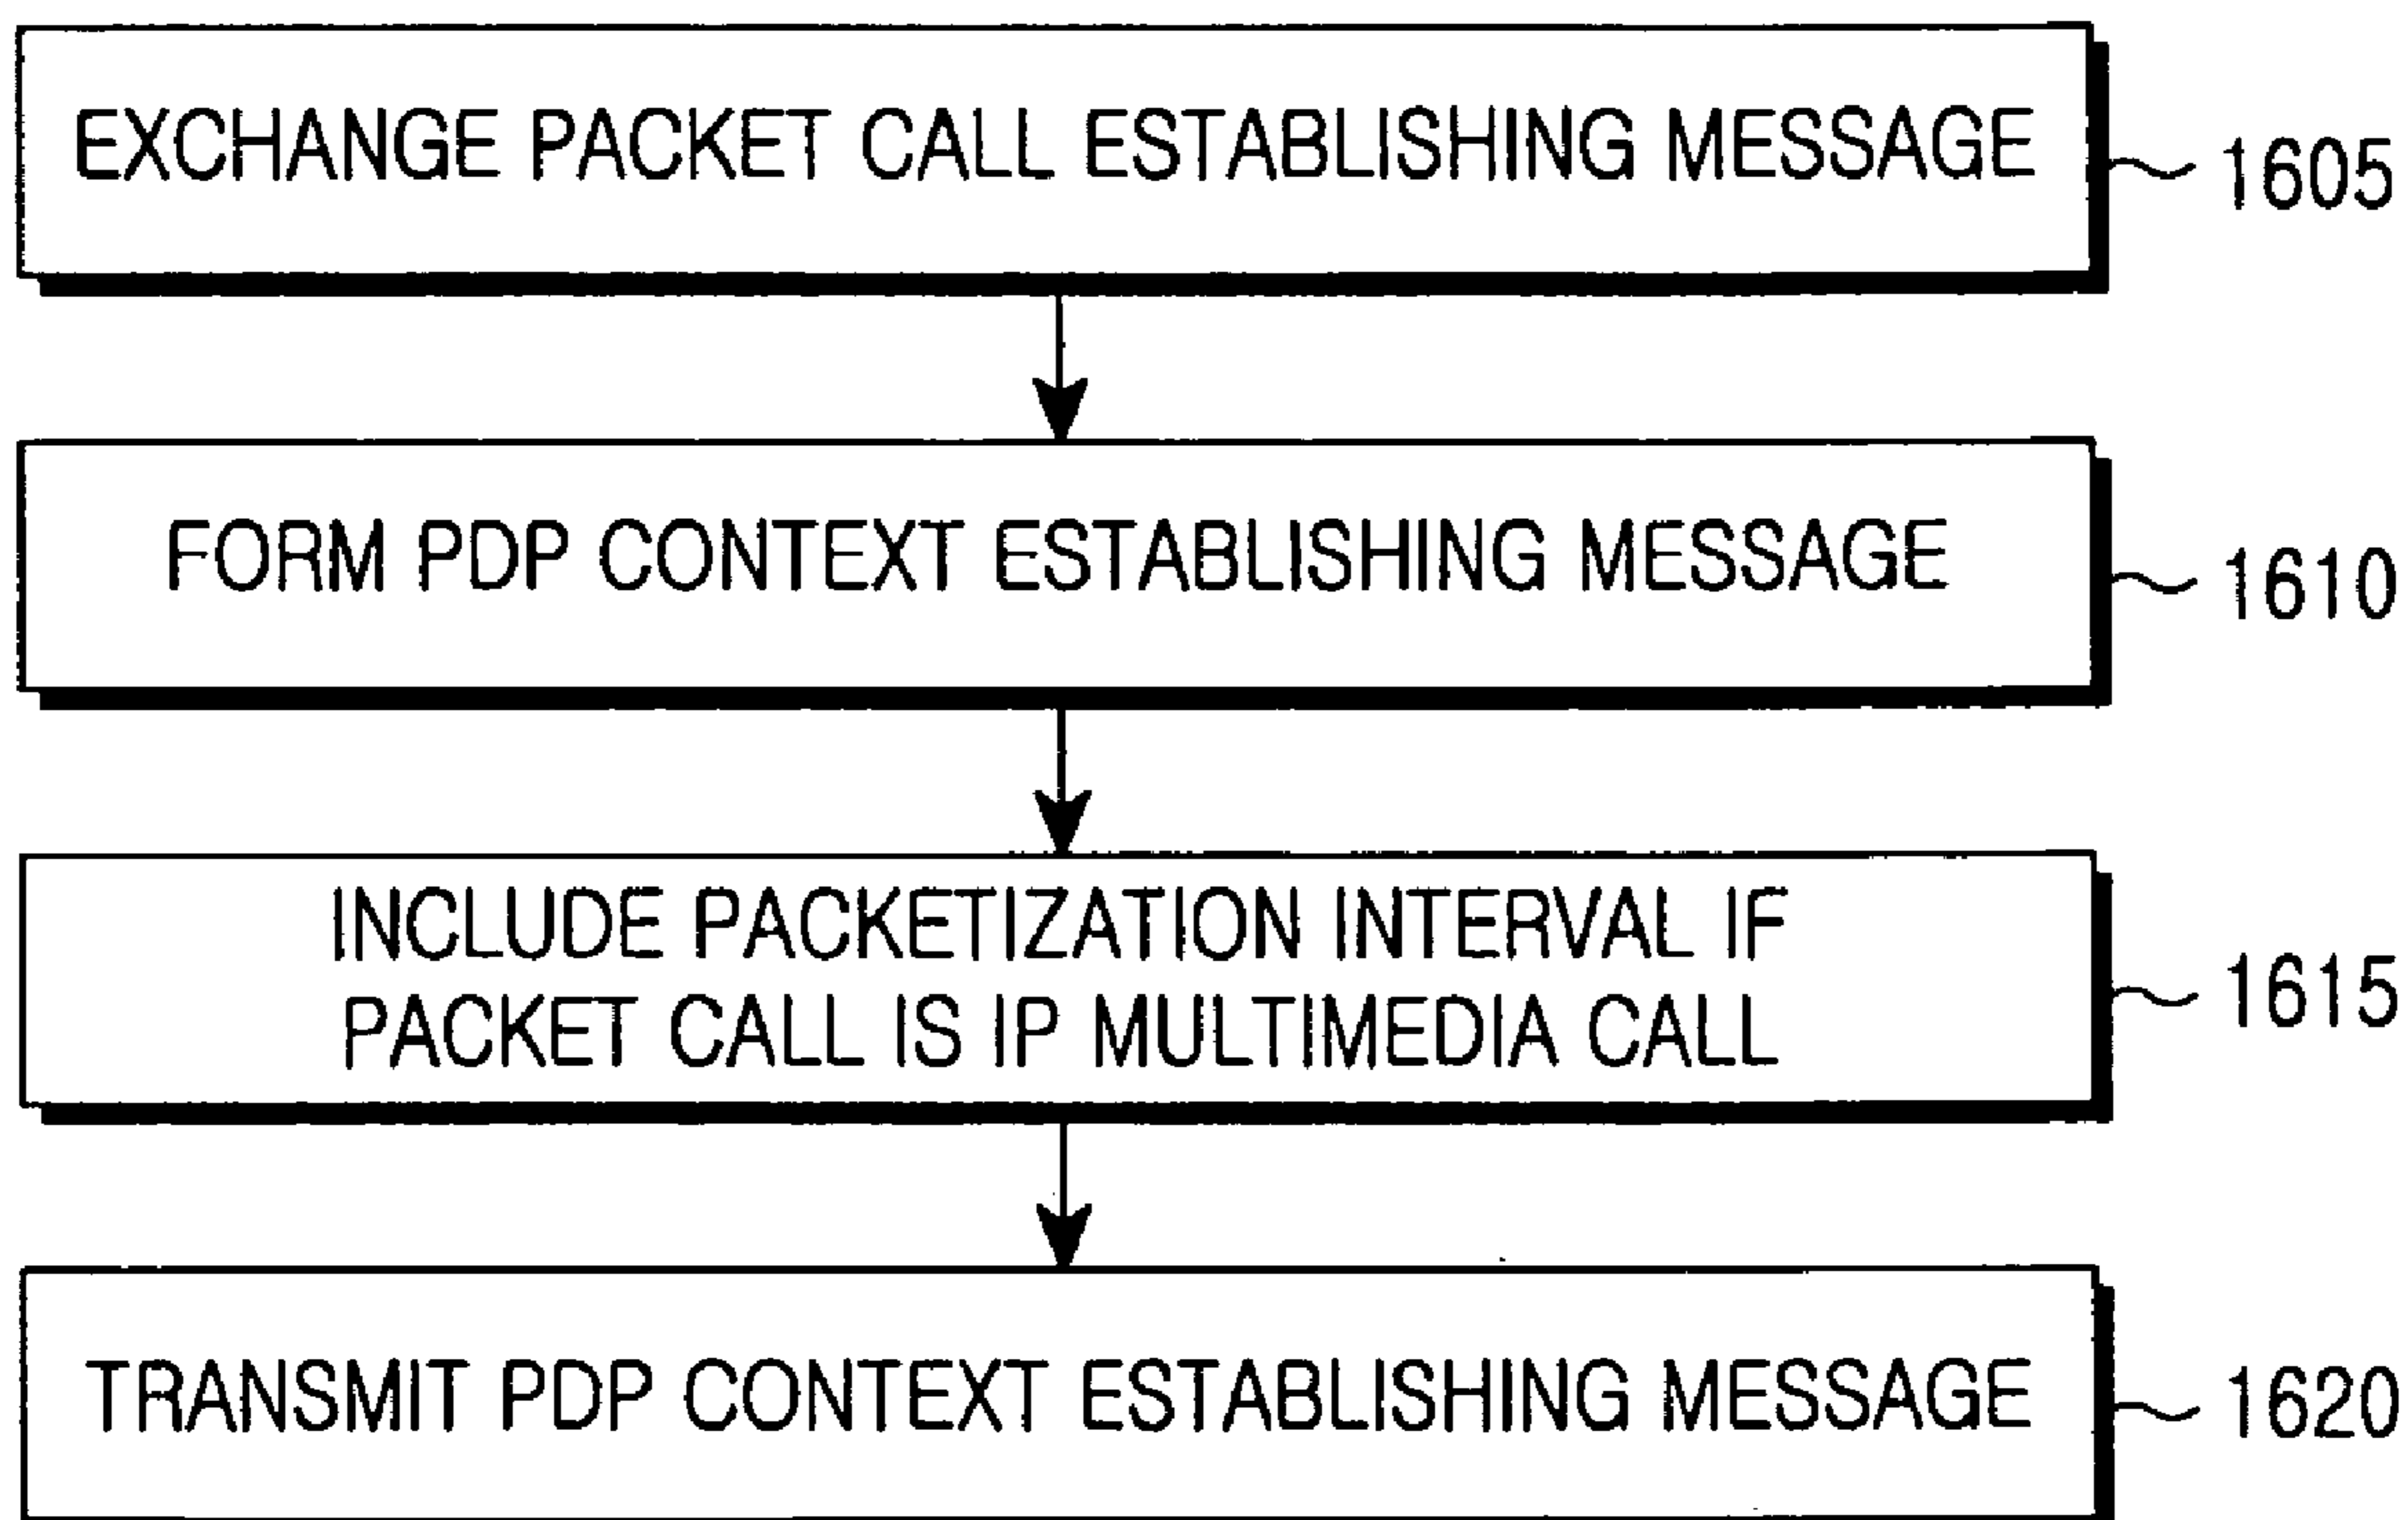 EXCHANGE PACKET CALL ESTABLISHING MESSAGE
1605
FORM PDP CONTEXT ESTABLISHING MESSAGE
1610
INCLUDE PACKETIZATION INTERVAL IF
PACKET CALL IS IP MULTIMEDIA CALL
1615
TRANSMIT PDP CONTEXT ESTABLISHING MESSAGE
1620